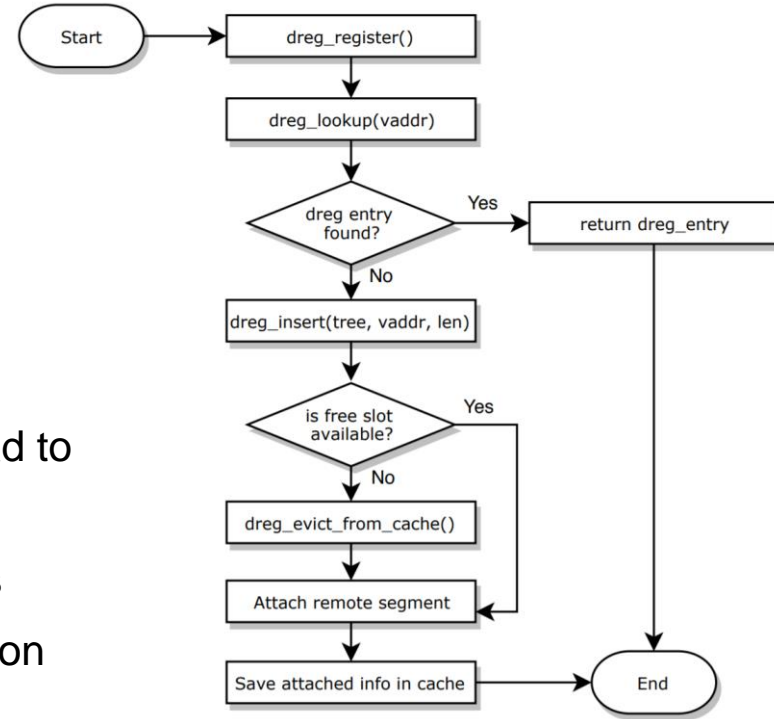 Start
dreg_register()
dreg_lookup(vaddr)
dreg entry
found?
Yes
return dreg_entry
No
dreg_insert(tree, vaddr, len)
is free slot
available?
Yes
d to
No
dreg_evict_from_cache()
Attach remote segment
on
Save attached info in cache
End